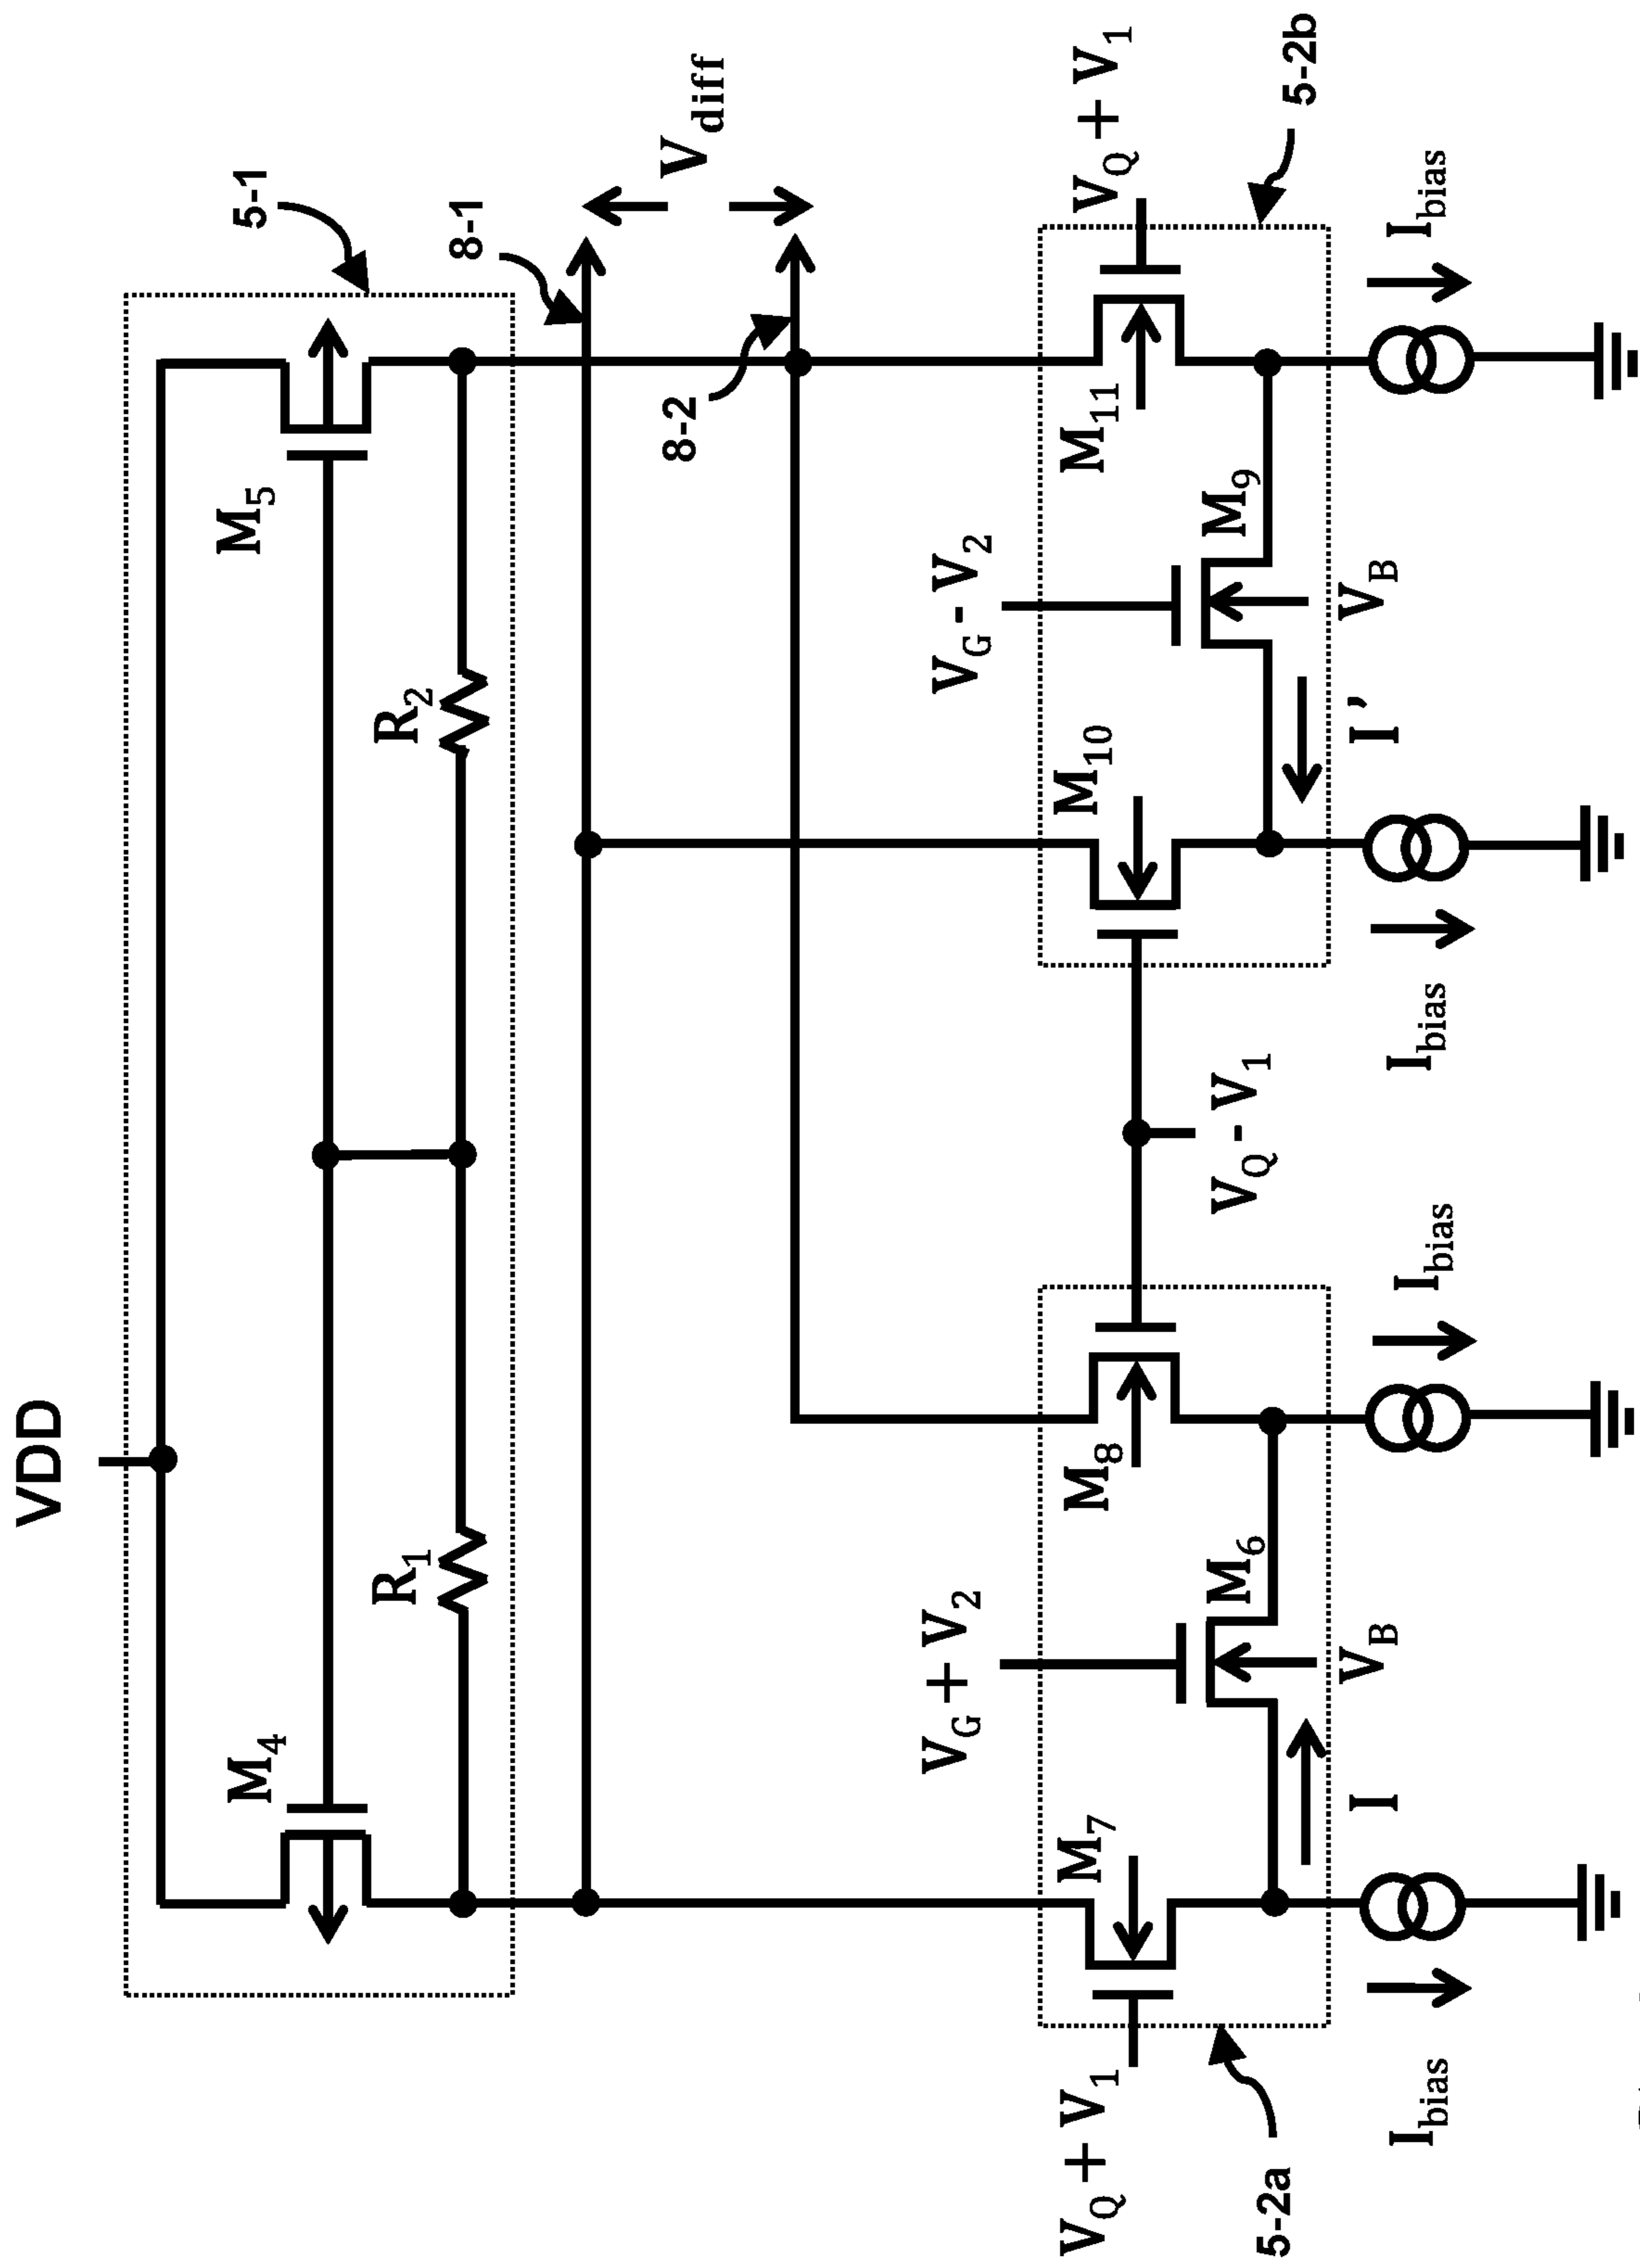 VDD
5-1
M4
M5
R1
R2
8-1
8-2
Vdiff
VG + V2
VG - V2
VQ + V1
M7
M8
M10
M11
VQ + V1
M6
M9
VQ - V1
5-2a
5-2b
I
VB
I'
VB
Ibias
Ibias
Ibias
Ibias